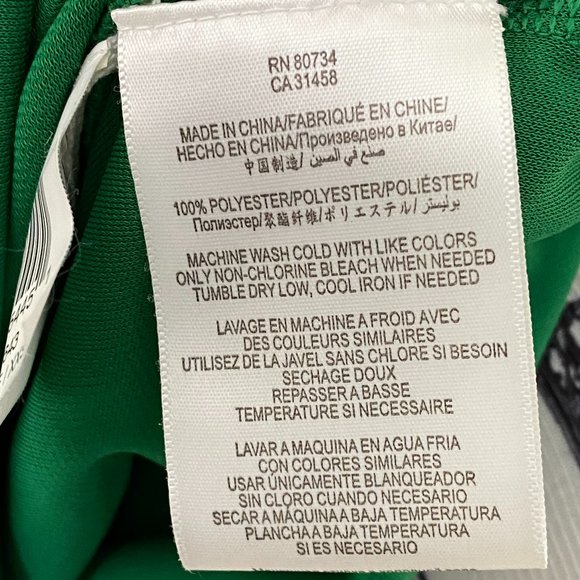 RN 80734
CA 31458
MADE IN CHINA/FABRIQUÉ EN CHINE/
HECHO EN CHINA/Произведено в Китае/
中国制造/ صنع في الصين/
100% POLYESTER/POLYESTER/POLIÉSTER/
Полиэстер/聚酯纤维/ポリエステル/بوليستر
MACHINE WASH COLD WITH LIKE COLORS
ONLY NON-CHLORINE BLEACH WHEN NEEDED
TUMBLE DRY LOW, COOL IRON IF NEEDED
LAVAGE EN MACHINE A FROID AVEC
DES COULEURS SIMILAIRES
UTILISEZ DE LA JAVEL SANS CHLORE SI BESOIN
SECHAGE DOUX
REPASSER A BASSE
TEMPERATURE SI NECESSAIRE
LAVAR A MAQUINA EN AGUA FRIA
CON COLORES SIMILARES
USAR ÚNICAMENTE BLANQUEADOR
SIN CLORO CUANDO NECESARIO
SECAR A MÁQUINA A BAJA TEMPERATURA
PLANCHA A BAJA TEMPERATURA
SI ES NECESARIO